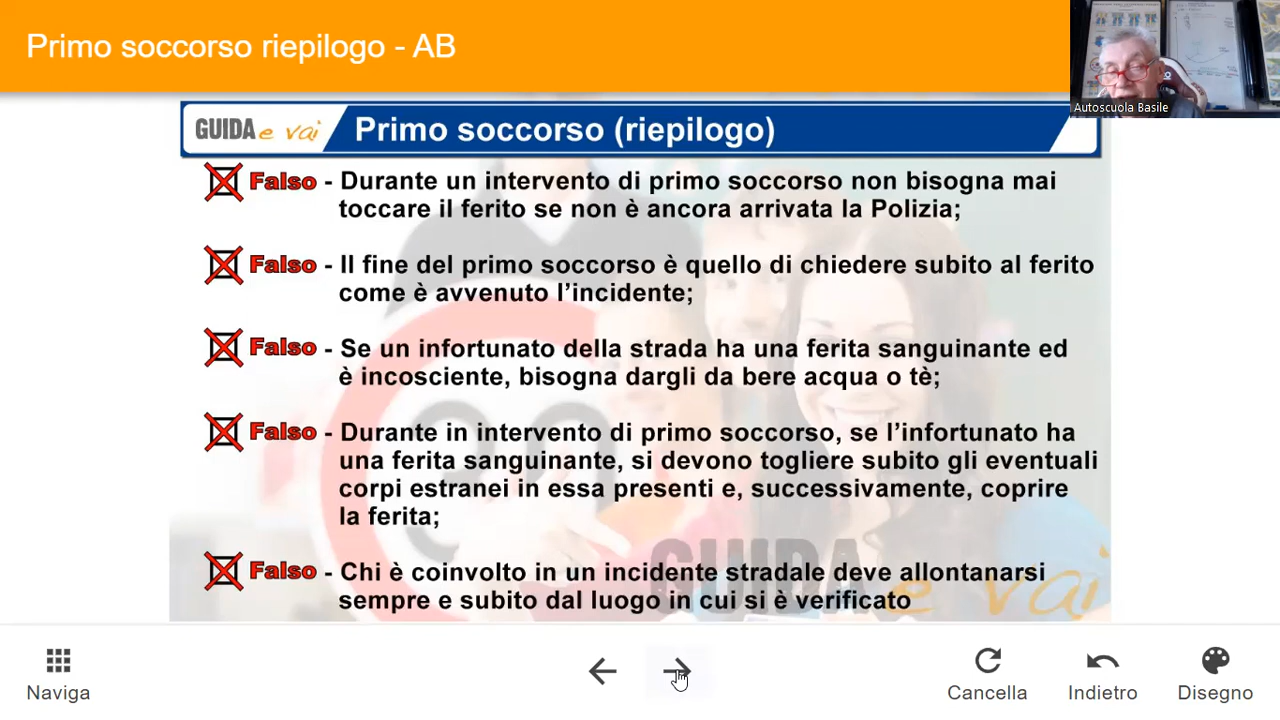 Primo soccorso riepilogo - AB
Autoscuola Basile
GUIDA e vai Primo soccorso (riepilogo)
Falso - Durante un intervento di primo soccorso non bisogna mai
toccare il ferito se non è ancora arrivata la Polizia;
Falso - Il fine del primo soccorso è quello di chiedere subito al ferito
come è avvenuto l'incidente;
Falso - Se un infortunato della strada ha una ferita sanguinante ed
è incosciente, bisogna dargli da bere acqua o tè;
Falso - Durante in intervento di primo soccorso, se l'infortunato ha
una ferita sanguinante, si devono togliere subito gli eventuali
corpi estranei in essa presenti e, successivamente, coprire
la ferita;
Falso - Chi è coinvolto in un incidente stradale deve allontanarsi
sempre e subito dal luogo in cui si è verificato
GUIDA e vai
Naviga
Cancella
Indietro
Disegno